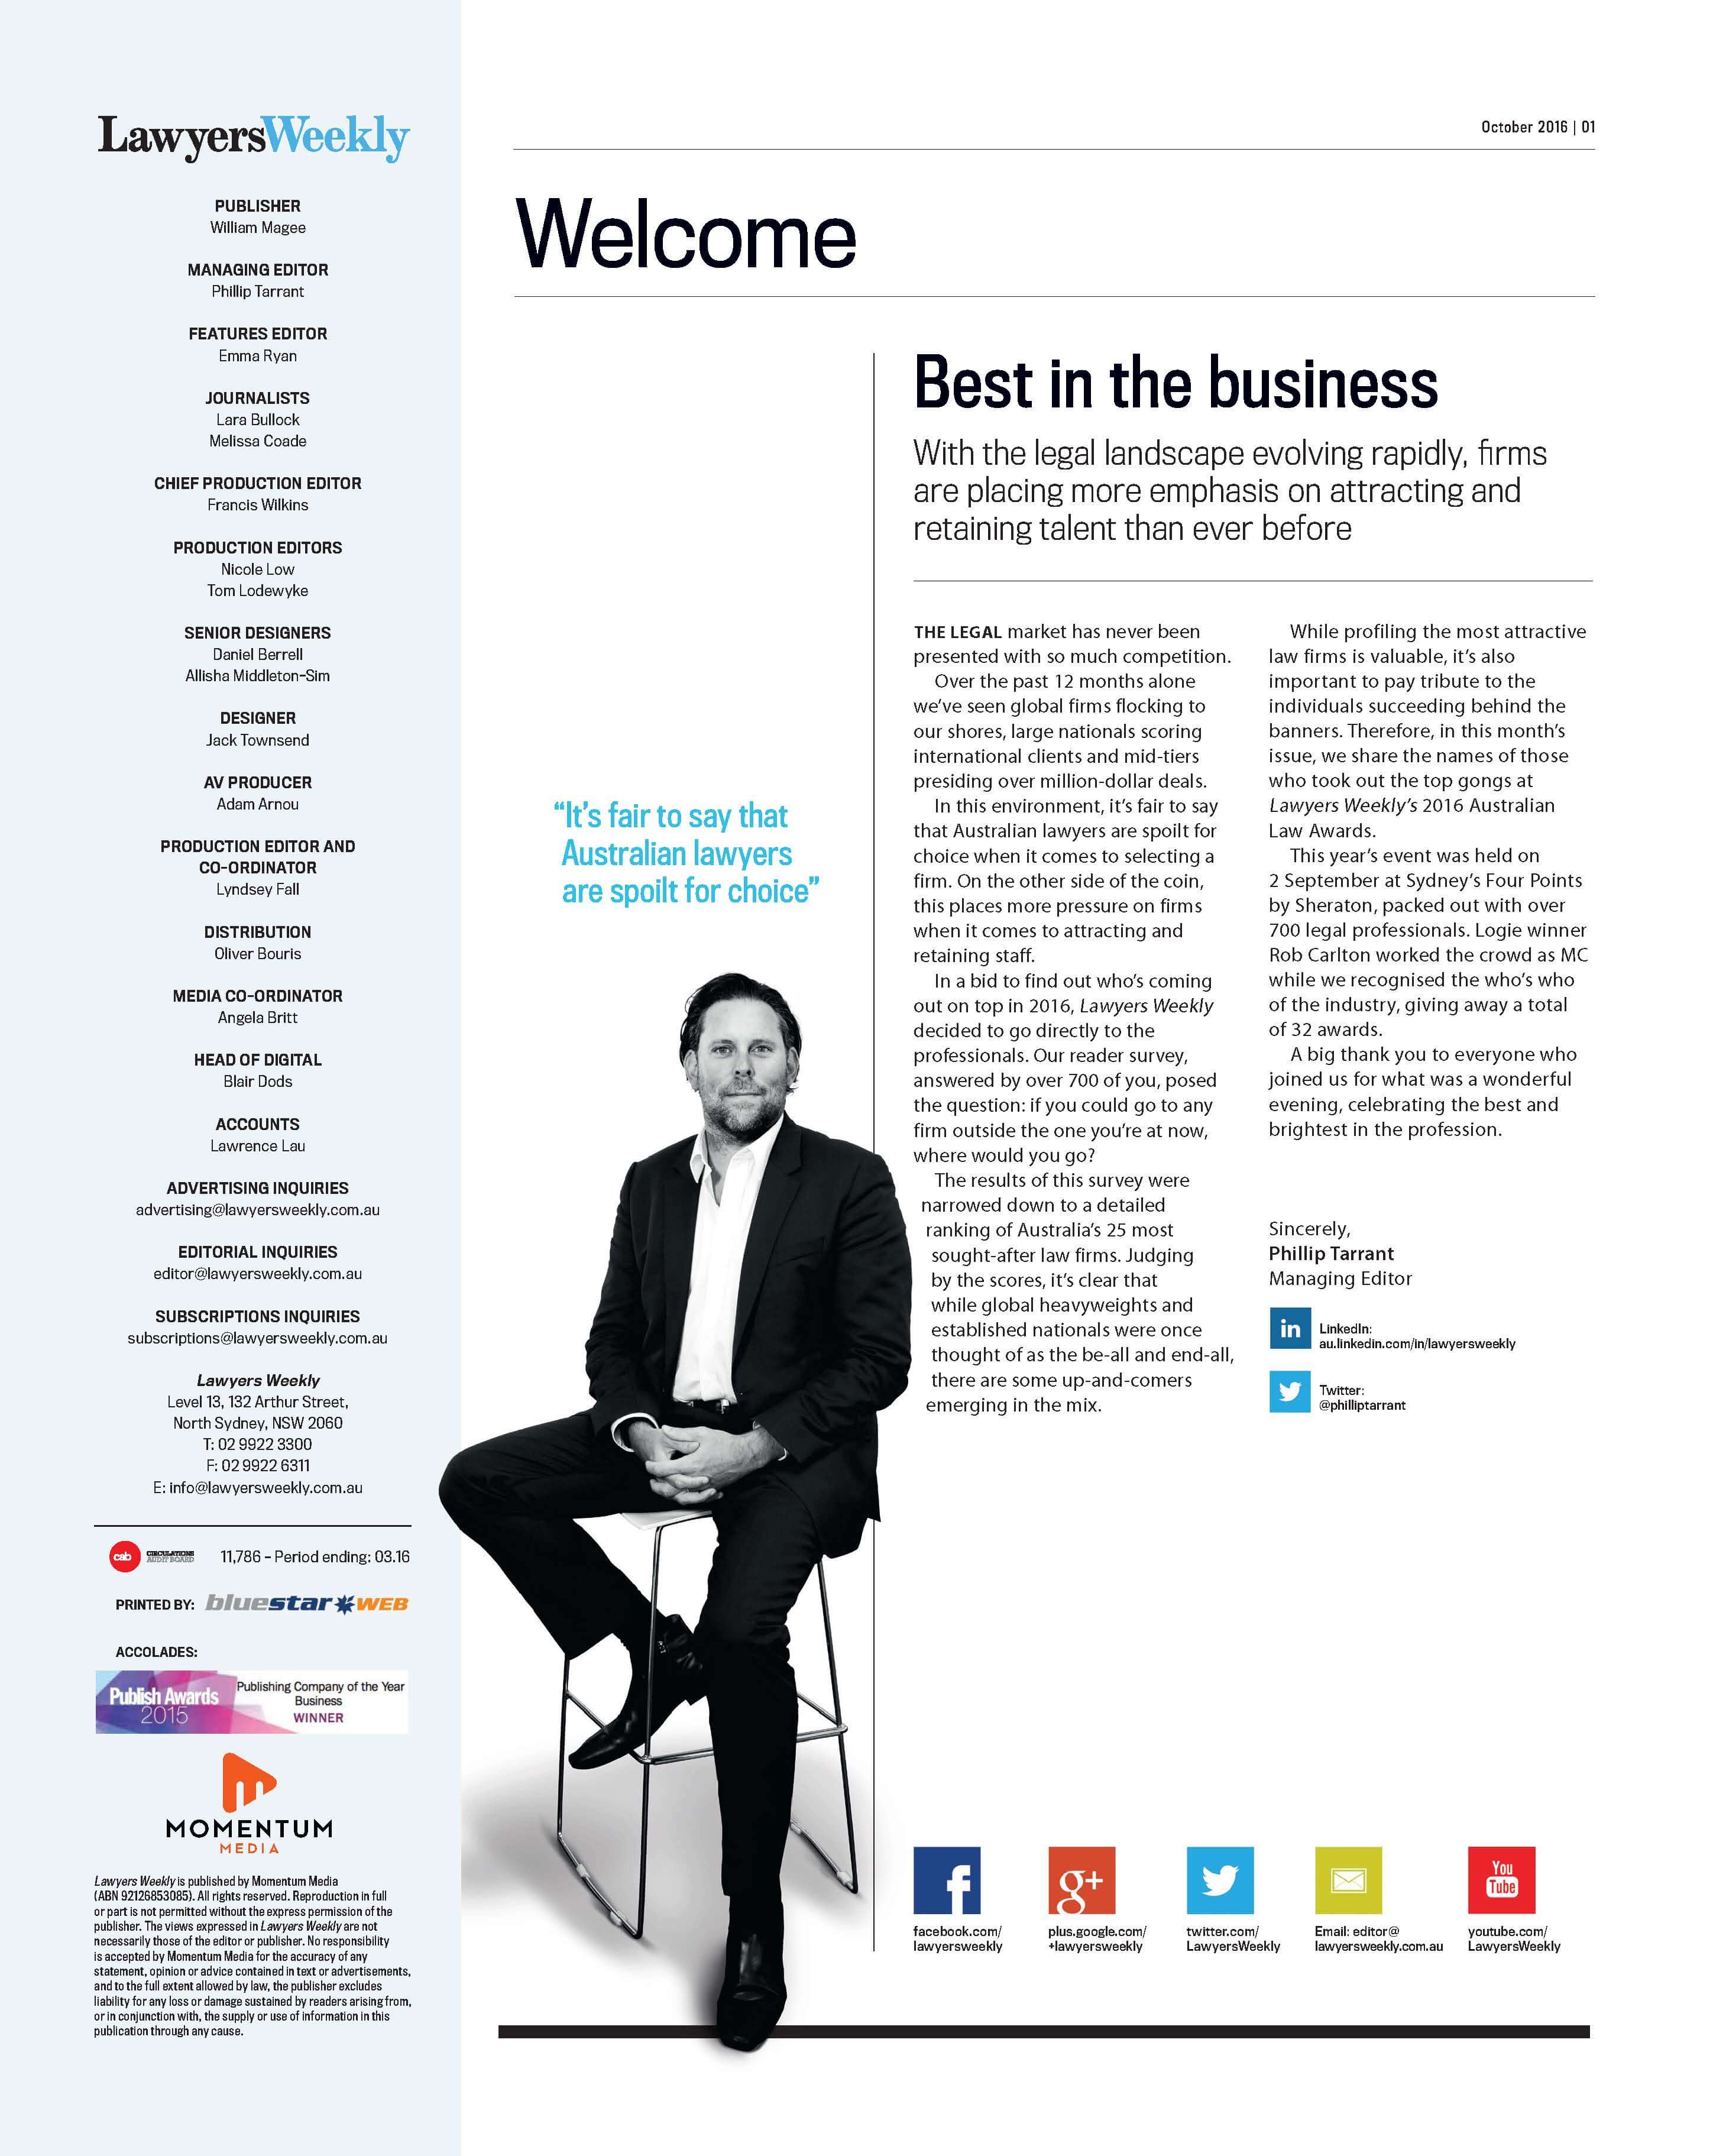 LawyersWeekly
PUBLISHER
William Magee
MANAGING EDITOR
Phillip Tarrant
FEATURES EDITOR
Emma Ryan
JOURNALISTS
Lara Bullock
Melissa Coade
CHIEF PRODUCTION EDITOR
Francis Wilkins
PRODUCTION EDITORS
Nicole Low
Tom Lodewyke
SENIOR DESIGNERS
Daniel Berrell
Allisha Middleton-Sim
DESIGNER
Jack Townsend
AV PRODUCER
Adam Arnou
PRODUCTION EDITOR AND
CO-ORDINATOR
Lyndsey Fall
DISTRIBUTION
Oliver Bouris
MEDIA CO-ORDINATOR
Angela Britt
HEAD OF DIGITAL
Blair Dods
ACCOUNTS
Lawrence Lau
ADVERTISING INQUIRIES
advertising@lawyersweekly.com.au
EDITORIAL INQUIRIES
editor@lawyersweekly.com.au
SUBSCRIPTIONS INQUIRIES
subscriptions@lawyersweekly.com.au
Lawyers Weekly
Level 13, 132 Arthur Street,
North Sydney, NSW 2060
T: 02 9922 3300
F: 02 9922 6311
E: info@lawyersweekly.com.au
cab CIRCULATIONS
AUDIT BOARD
11,786 - Period ending: 03.16
PRINTED BY: bluestar WEB
ACCOLADES:
Publish Awards
2015
Publishing Company of the Year
Business
WINNER
MOMENTUM
MEDIA
Lawyers Weekly is published by Momentum Media
(ABN 92126853085). All rights reserved. Reproduction in full
or part is not permitted without the express permission of the
publisher. The views expressed in Lawyers Weekly are not
necessarily those of the editor or publisher. No responsibility
is accepted by Momentum Media for the accuracy of any
statement, opinion or advice contained in text or advertisements,
and to the full extent allowed by law, the publisher excludes
liability for any loss or damage sustained by readers arising from,
or in conjunction with, the supply or use of information in this
publication through any cause.
October 2016 | 01
Welcome
“It’s fair to say that
Australian lawyers
are spoilt for choice”
Best in the business
With the legal landscape evolving rapidly, firms
are placing more emphasis on attracting and
retaining talent than ever before
THE LEGAL market has never been
presented with so much competition.
Over the past 12 months alone
we’ve seen global firms flocking to
our shores, large nationals scoring
international clients and mid-tiers
presiding over million-dollar deals.
In this environment, it’s fair to say
that Australian lawyers are spoilt for
choice when it comes to selecting a
firm. On the other side of the coin,
this places more pressure on firms
when it comes to attracting and
retaining staff.
In a bid to find out who’s coming
out on top in 2016, Lawyers Weekly
decided to go directly to the
professionals. Our reader survey,
answered by over 700 of you, posed
the question: if you could go to any
firm outside the one you’re at now,
where would you go?
The results of this survey were
narrowed down to a detailed
ranking of Australia’s 25 most
sought-after law firms. Judging
by the scores, it’s clear that
while global heavyweights and
established nationals were once
thought of as the be-all and end-all,
there are some up-and-comers
emerging in the mix.
While profiling the most attractive
law firms is valuable, it’s also
important to pay tribute to the
individuals succeeding behind the
banners. Therefore, in this month’s
issue, we share the names of those
who took out the top gongs at
Lawyers Weekly’s 2016 Australian
Law Awards.
This year’s event was held on
2 September at Sydney’s Four Points
by Sheraton, packed out with over
700 legal professionals. Logie winner
Rob Carlton worked the crowd as MC
while we recognised the who’s who
of the industry, giving away a total
of 32 awards.
A big thank you to everyone who
joined us for what was a wonderful
evening, celebrating the best and
brightest in the profession.
Sincerely,
Phillip Tarrant
Managing Editor
in
LinkedIn:
au.linkedin.com/in/lawyersweekly
Twitter:
@philliptarrant
f
facebook.com/
lawyersweekly
g+
plus.google.com/
+lawyersweekly
twitter.com/
LawyersWeekly
Email: editor@
lawyersweekly.com.au
You
Tube
youtube.com/
LawyersWeekly